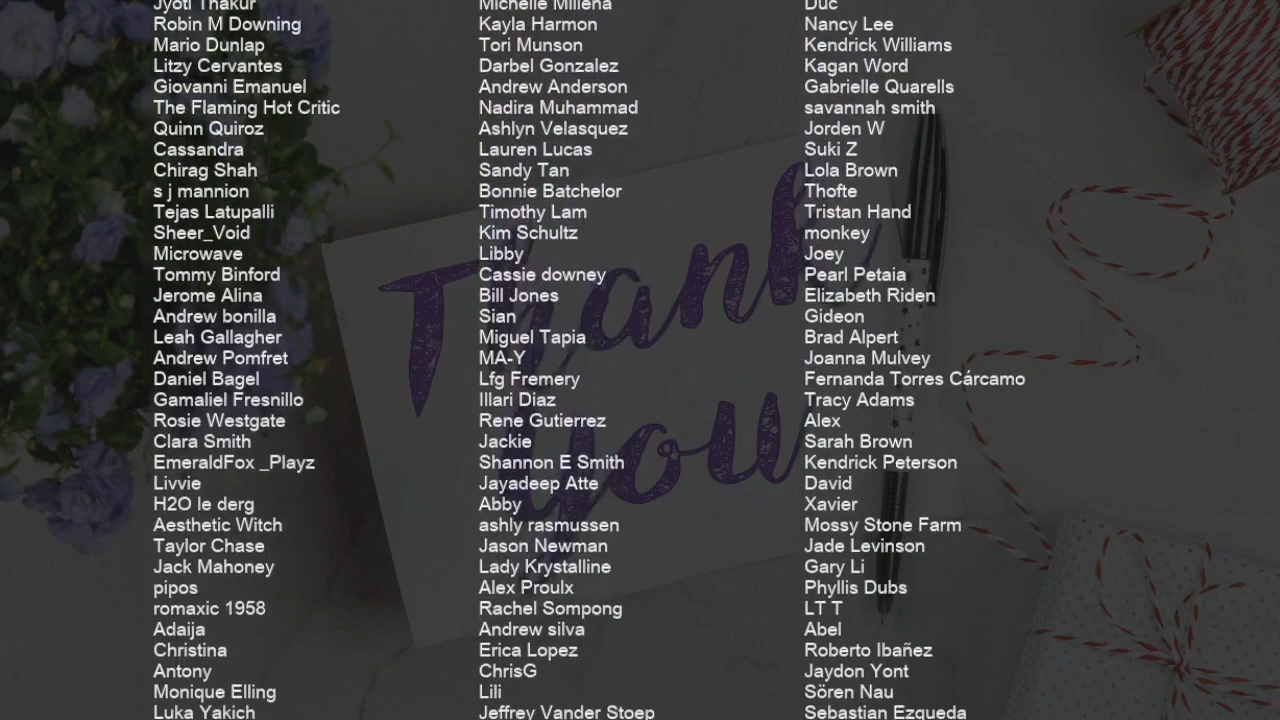 Jyoti Thakur
Robin M Downing
Mario Dunlap
Litzy Cervantes
Giovanni Emanuel
The Flaming Hot Critic
Quinn Quiroz
Cassandra
Chirag Shah
s j mannion
Tejas Latupalli
Sheer_Void
Microwave
Tommy Binford
Jerome Alina
Andrew bonilla
Leah Gallagher
Andrew Pomfret
Daniel Bagel
Gamaliel Fresnillo
Rosie Westgate
Clara Smith
EmeraldFox _Playz
Livvie
H2O le derg
Aesthetic Witch
Taylor Chase
Jack Mahoney
pipos
romaxic 1958
Adaija
Christina
Antony
Monique Elling
Luka Yakich
Michelle Millena
Kayla Harmon
Tori Munson
Darbel Gonzalez
Andrew Anderson
Nadira Muhammad
Ashlyn Velasquez
Lauren Lucas
Sandy Tan
Bonnie Batchelor
Timothy Lam
Kim Schultz
Libby
Cassie downey
Bill Jones
Sian
Miguel Tapia
MA-Y
Lfg Fremery
Illari Diaz
Rene Gutierrez
Jackie
Shannon E Smith
Jayadeep Atte
Abby
ashly rasmussen
Jason Newman
Lady Krystalline
Alex Proulx
Rachel Sompong
Andrew silva
Erica Lopez
ChrisG
Lili
Jeffrey Vander Stoep
Duc
Nancy Lee
Kendrick Williams
Kagan Word
Gabrielle Quarells
savannah smith
Jorden W
Suki Z
Lola Brown
Thofte
Tristan Hand
monkey
Joey
Pearl Petaia
Elizabeth Riden
Gideon
Brad Alpert
Joanna Mulvey
Fernanda Torres Cárcamo
Tracy Adams
Alex
Sarah Brown
Kendrick Peterson
David
Xavier
Mossy Stone Farm
Jade Levinson
Gary Li
Phyllis Dubs
LT T
Abel
Roberto Ibañez
Jaydon Yont
Sören Nau
Sebastian Ezqueda
Thank
you